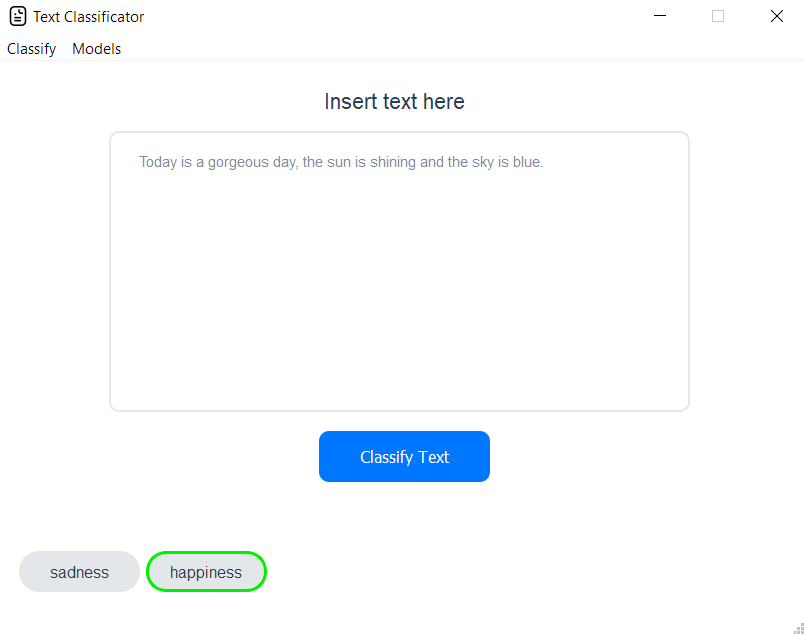 Text Classificator
Classify Models
Insert text here
Today is a gorgeous day, the sun is shining and the sky is blue.
Classify Text
sadness happiness